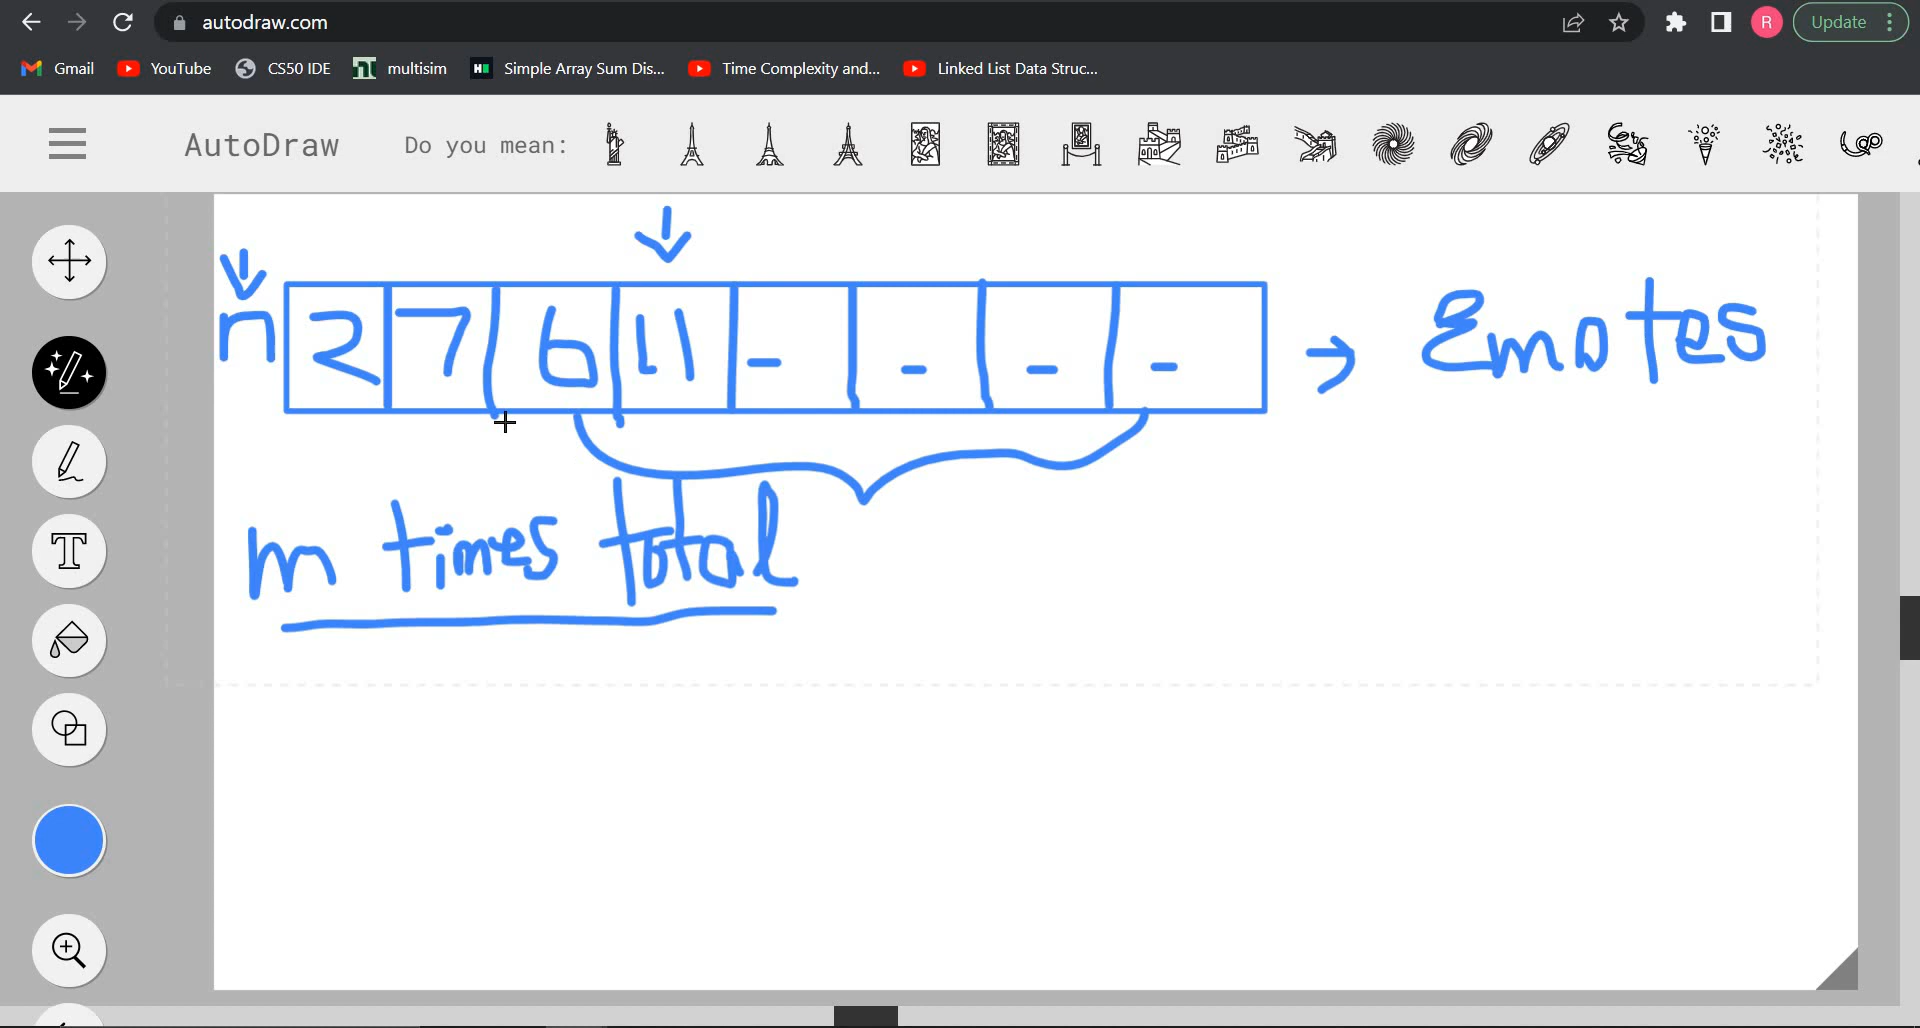 autodraw.com
Update
R
Gmail
YouTube
CS50 IDE
multisim
Simple Array Sum Dis...
Time Complexity and...
Linked List Data Struc...
AutoDraw
Do you mean:
n 2 7 6 11 - - - - → Emotes
m times total